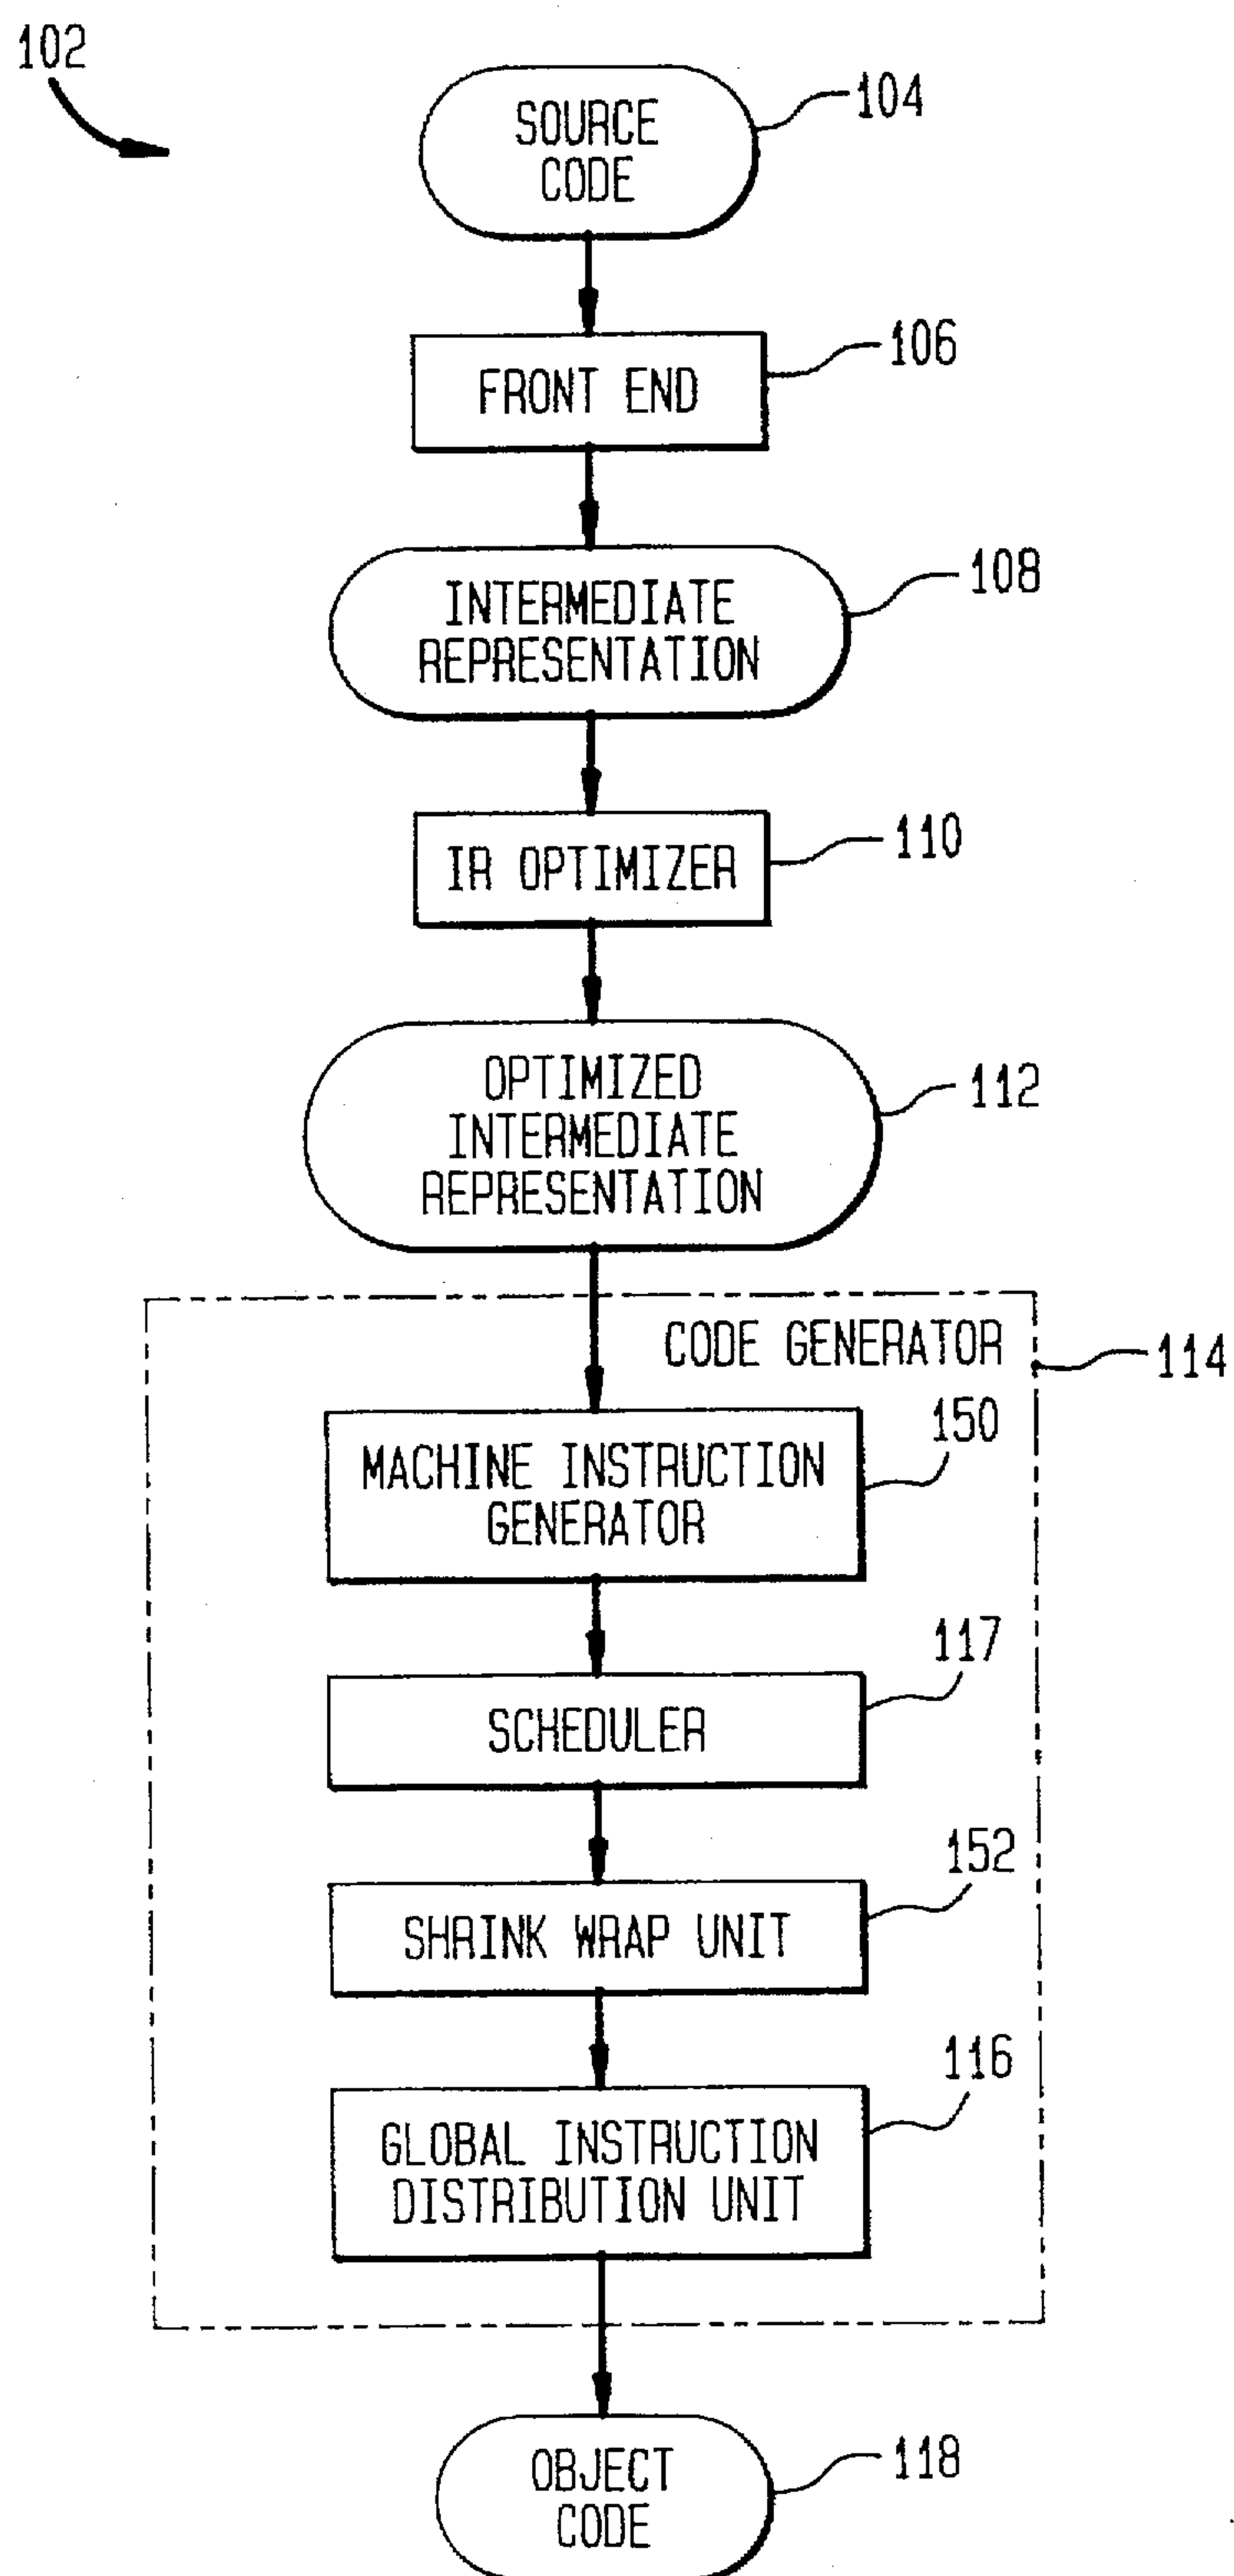 102
SOURCE
CODE
104
FRONT END
106
INTERMEDIATE
REPRESENTATION
108
IR OPTIMIZER
110
OPTIMIZED
INTERMEDIATE
REPRESENTATION
112
CODE GENERATOR
114
MACHINE INSTRUCTION
GENERATOR
150
SCHEDULER
117
SHRINK WRAP UNIT
152
GLOBAL INSTRUCTION
DISTRIBUTION UNIT
116
OBJECT
CODE
118